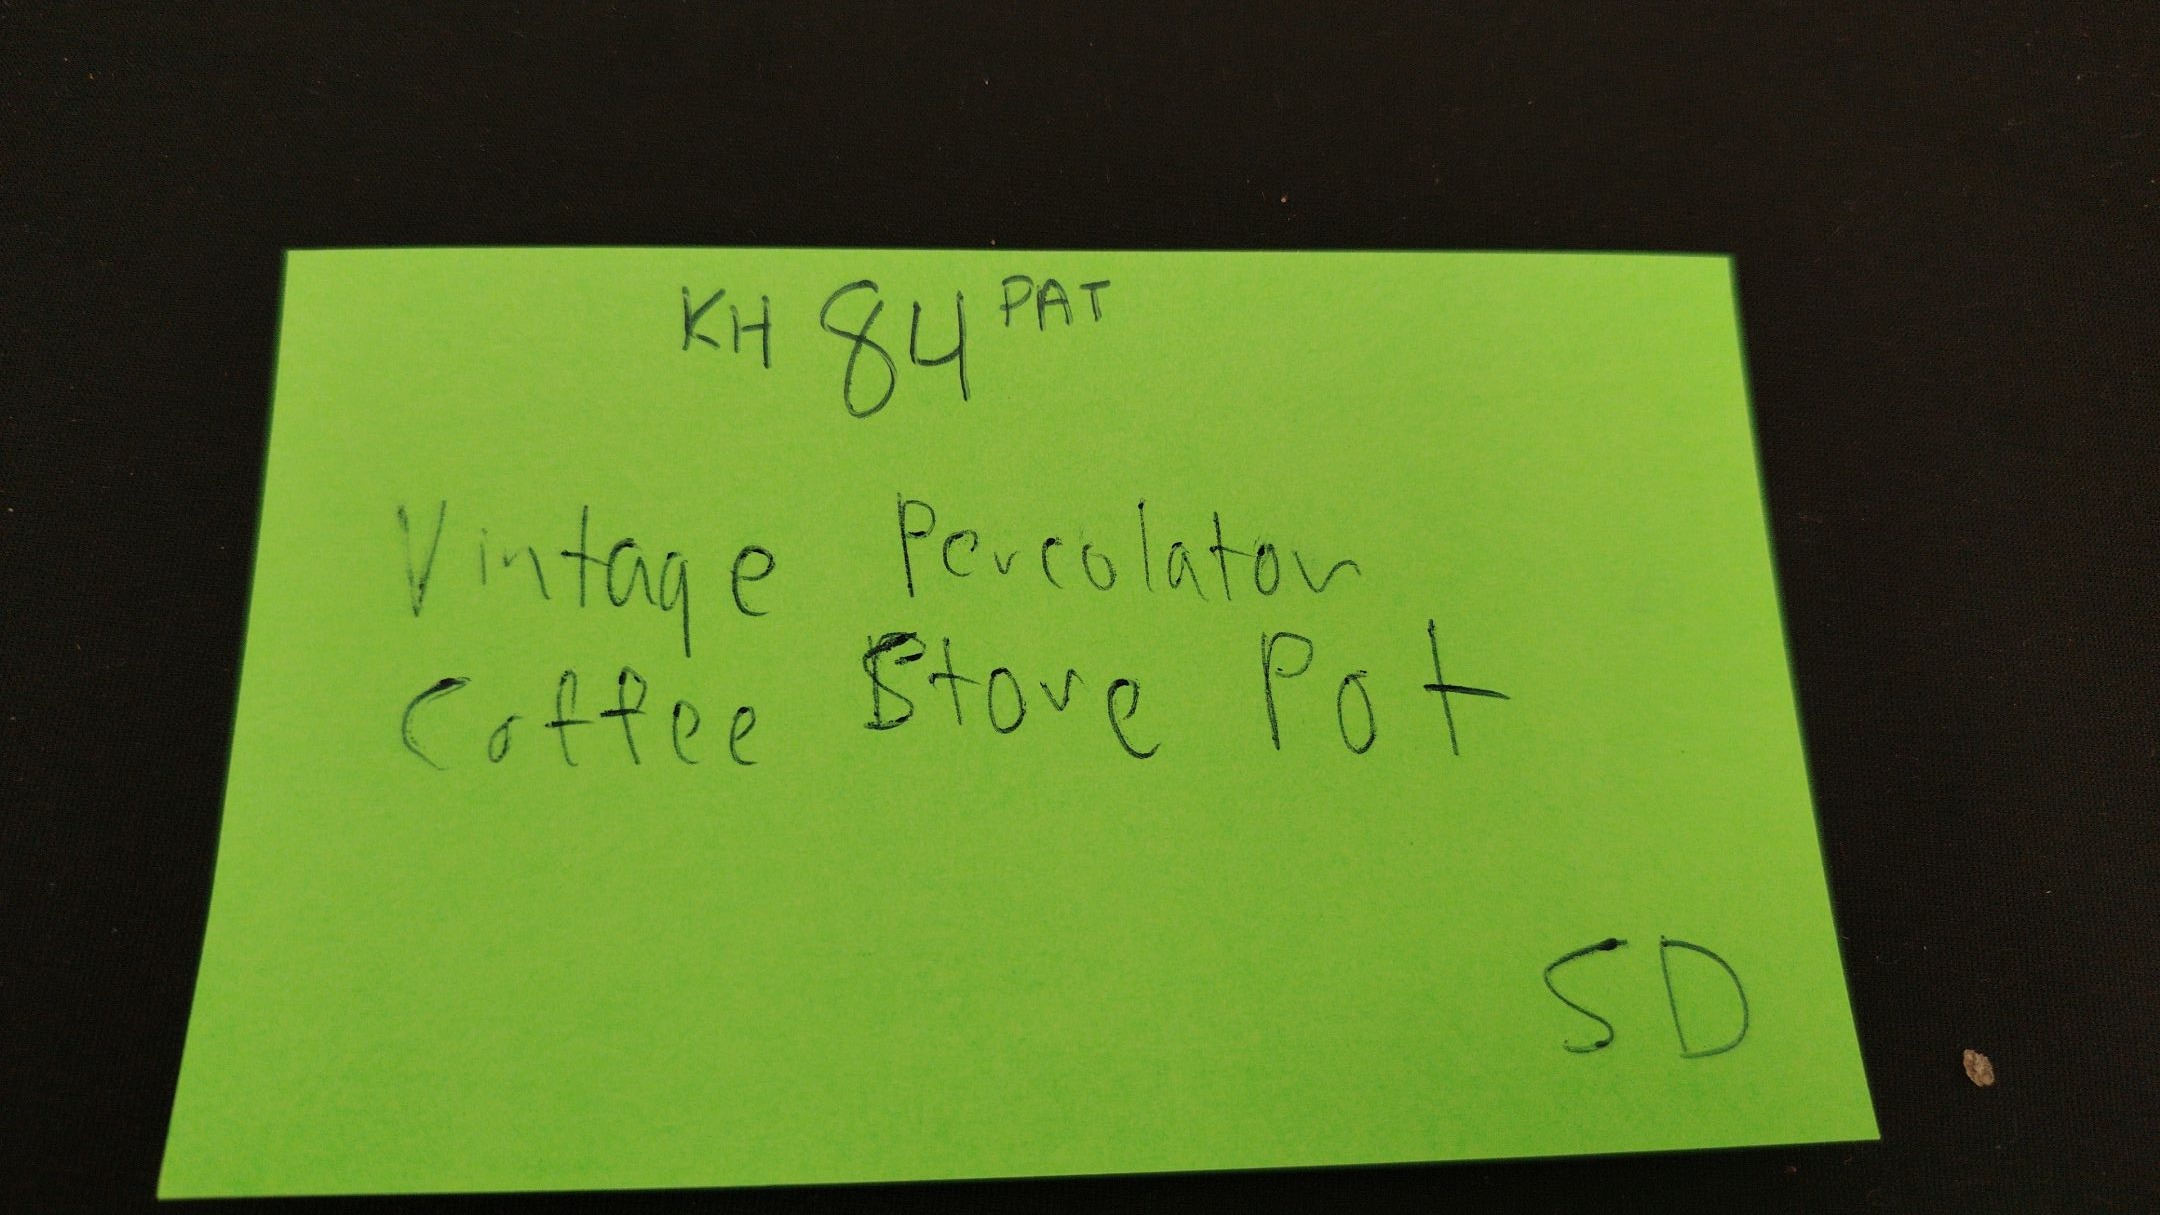 KH 84 PAT
Vintage Percolator
Coffee Stove Pot
SD